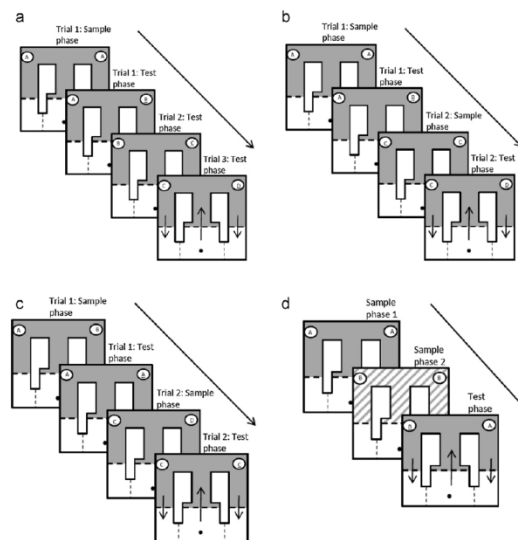 a
Trial 1: Sample
phase
A A
Trial 1: Test
phase
A B
Trial 2: Test
phase
B C
Trial 3: Test
phase
C D
b
Trial 1: Sample
phase
A A
Trial 1: Test
phase
A B
Trial 2: Sample
phase
C C
Trial 2: Test
phase
C D
c
Trial 1: Sample
phase
A B
Trial 1: Test
phase
A
Trial 2: Sample
phase
C D
Trial 2: Test
phase
C C
d
Sample
phase 1
A A
Sample
phase 2
B B
Test
phase
B A